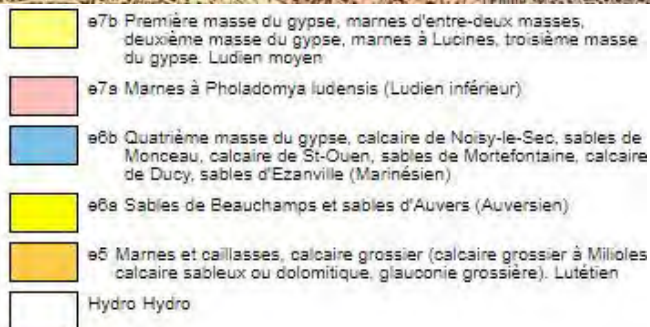 e7b Première masse du gypse, marnes d'entre-deux masses,
deuxième masse du gypse, marnes à Lucines, troisième masse
du gypse. Ludien moyen
e7a Marnes à Pholadomya ludensis (Ludien inférieur)
e6b Quatrième masse du gypse, calcaire de Noisy-le-Sec, sables de
Monceau, calcaire de St-Ouen, sables de Mortefontaine, calcaire
de Ducy, sables d'Ezanville (Marinésien)
e6a Sables de Beauchamps et sables d'Auvers (Auversien)
e5 Marnes et caillasses, calcaire grossier (calcaire grossier à Milioles
calcaire sableux ou dolomitique, glauconie grossière). Lutétien
Hydro Hydro